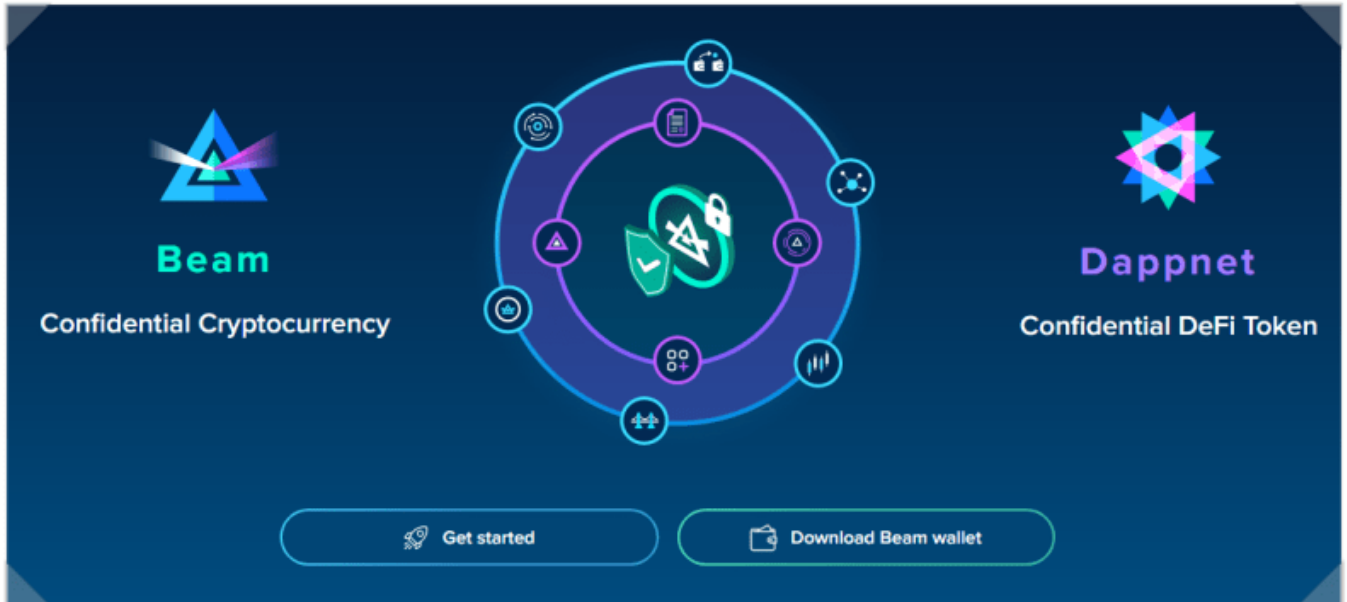 Beam
Confidential Cryptocurrency
Dappnet
Confidential DeFi Token
Get started
Download Beam wallet